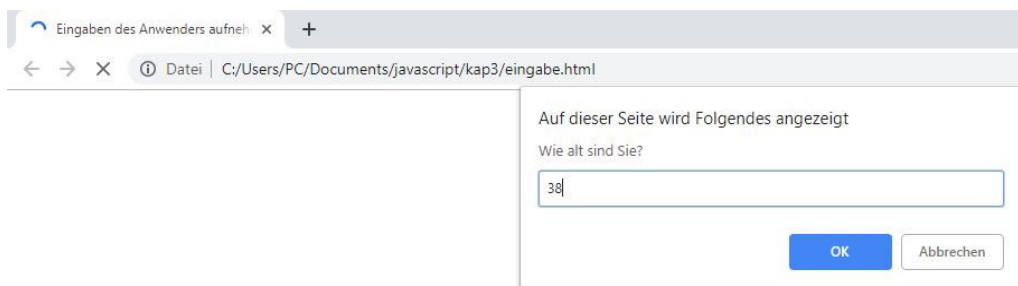 Eingaben des Anwenders aufneh
Datei | C:/Users/PC/Documents/javascript/kap3/eingabe.html
Auf dieser Seite wird Folgendes angezeigt
Wie alt sind Sie?
38
OK Abbrechen